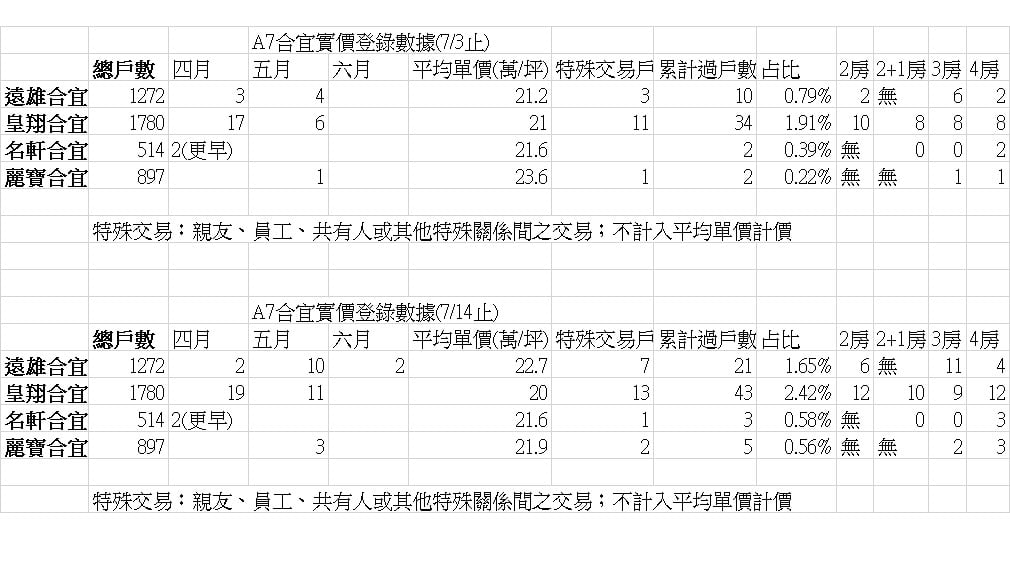 A7合宜實價登錄數據(7/3止)
總戶數 四月 五月 六月 平均單價(萬/坪) 特殊交易戶 累計過戶數 占比 2房 2+1房 3房 4房
遠雄合宜 1272 3 4 21.2 3 10 0.79% 2 無 6 2
皇翔合宜 1780 17 6 21 11 34 1.91% 10 8 8 8
名軒合宜 514 2(更早) 21.6 2 0.39% 無 0 0 2
麗寶合宜 897 1 23.6 1 2 0.22% 無 無 1 1
特殊交易：親友、員工、共有人或其他特殊關係間之交易；不計入平均單價計價
A7合宜實價登錄數據(7/14止)
總戶數 四月 五月 六月 平均單價(萬/坪) 特殊交易戶 累計過戶數 占比 2房 2+1房 3房 4房
遠雄合宜 1272 2 10 2 22.7 7 21 1.65% 6 無 11 4
皇翔合宜 1780 19 11 20 13 43 2.42% 12 10 9 12
名軒合宜 514 2(更早) 21.6 1 3 0.58% 無 0 0 3
麗寶合宜 897 3 21.9 2 5 0.56% 無 無 2 3
特殊交易：親友、員工、共有人或其他特殊關係間之交易；不計入平均單價計價